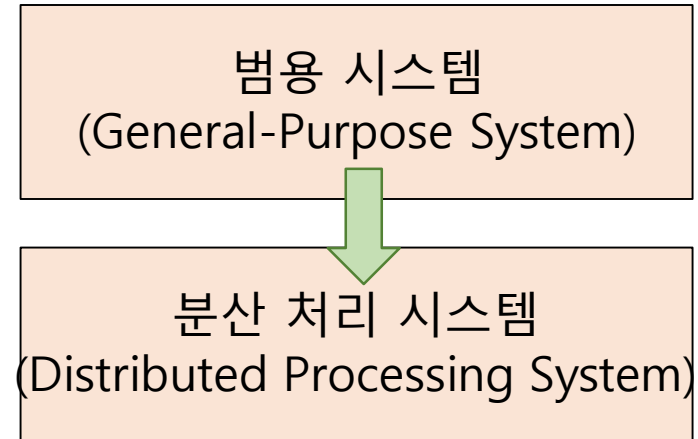 범용 시스템
(General-Purpose System)
분산 처리 시스템
(Distributed Processing System)